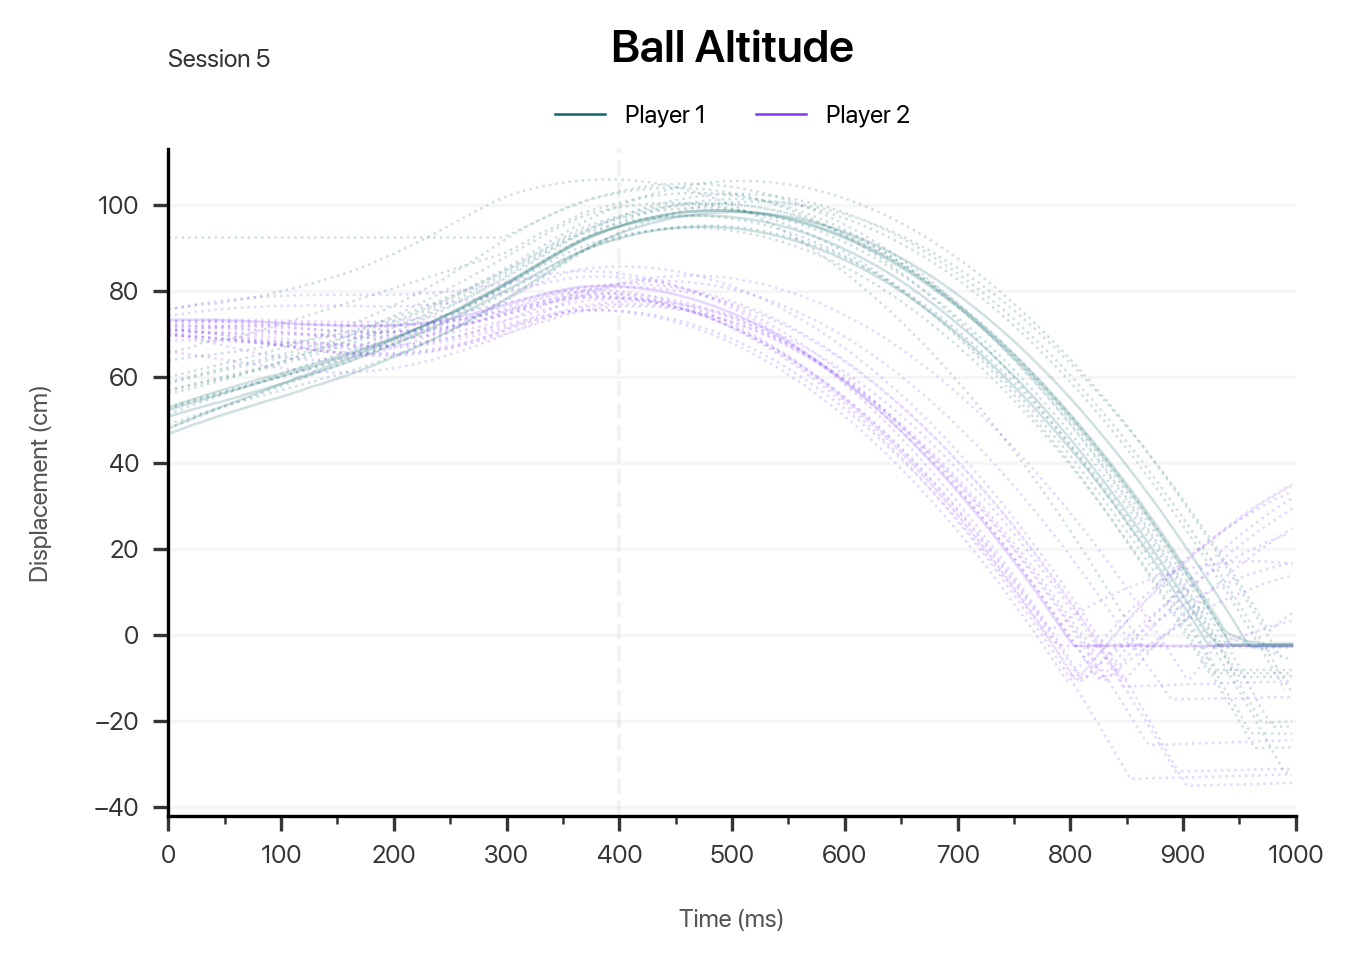 Session 5
Ball Altitude
Player 1
Player 2
100
80
60
40
20
0
−20
−40
Displacement (cm)
0 100 200 300 400 500 600 700 800 900 1000
Time (ms)